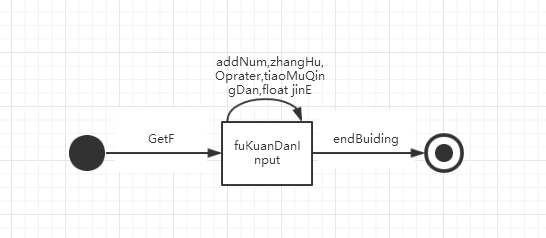 addNum,zhangHu,
Oprater,tiaoMuQin
gDan,float jinE
GetF
fuKuanDanI
nput
endBuiding